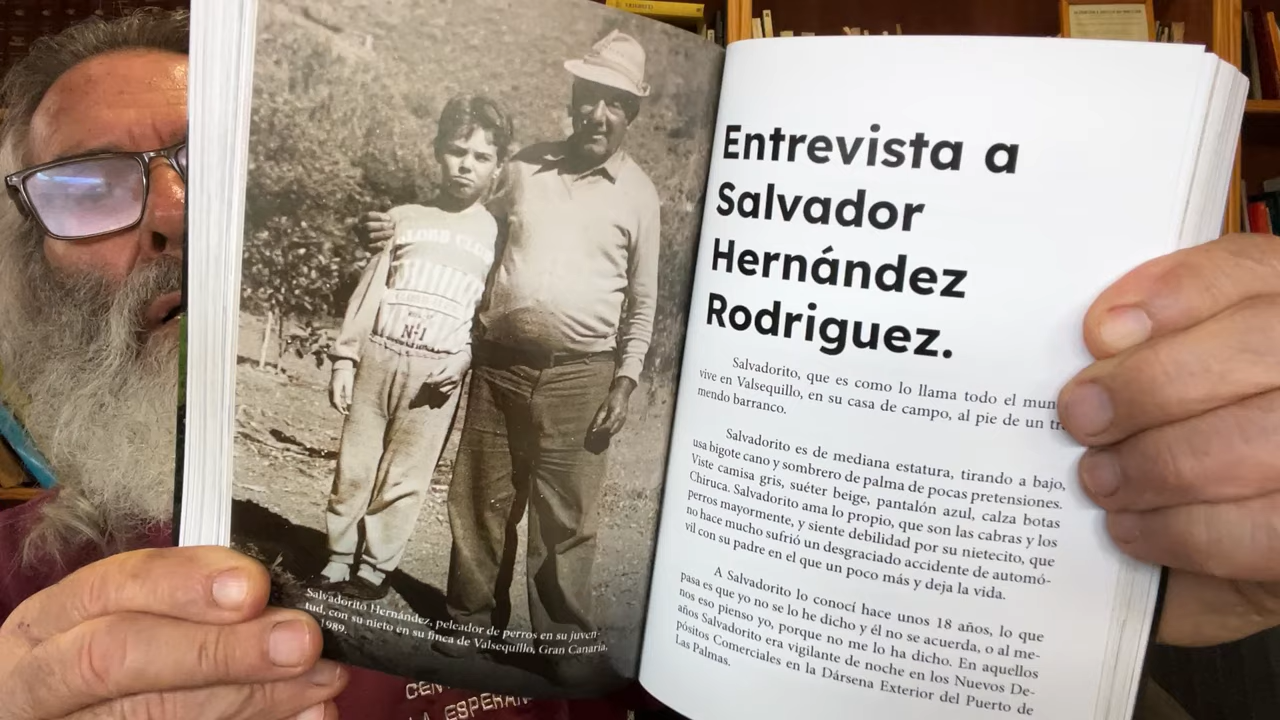 GLOBB CLUB
Nº1
Salvadorito Hernández, peleador de perros en su juven-
tud, con su nieto en su finca de Valsequillo, Gran Canaria,
1989.
Entrevista a
Salvador
Hernández
Rodriguez.
Salvadorito, que es como lo llama todo el mun
vive en Valsequillo, en su casa de campo, al pie de un tr
mendo barranco.
Salvadorito es de mediana estatura, tirando a bajo,
usa bigote cano y sombrero de palma de pocas pretensiones.
Viste camisa gris, suéter beige, pantalón azul, calza botas
Chiruca. Salvadorito ama lo propio, que son las cabras y los
perros mayormente, y siente debilidad por su nietecito, que
no hace mucho sufrió un desgraciado accidente de automó-
vil con su padre en el que un poco más y deja la vida.
A Salvadorito lo conocí hace unos 18 años, lo que
pasa es que yo no se lo he dicho y él no se acuerda, o al me-
nos eso pienso yo, porque no me lo ha dicho. En aquellos
años Salvadorito era vigilante de noche en los Nuevos De-
pósitos Comerciales en la Dársena Exterior del Puerto de
Las Palmas.
CEN
LA ESPERAN